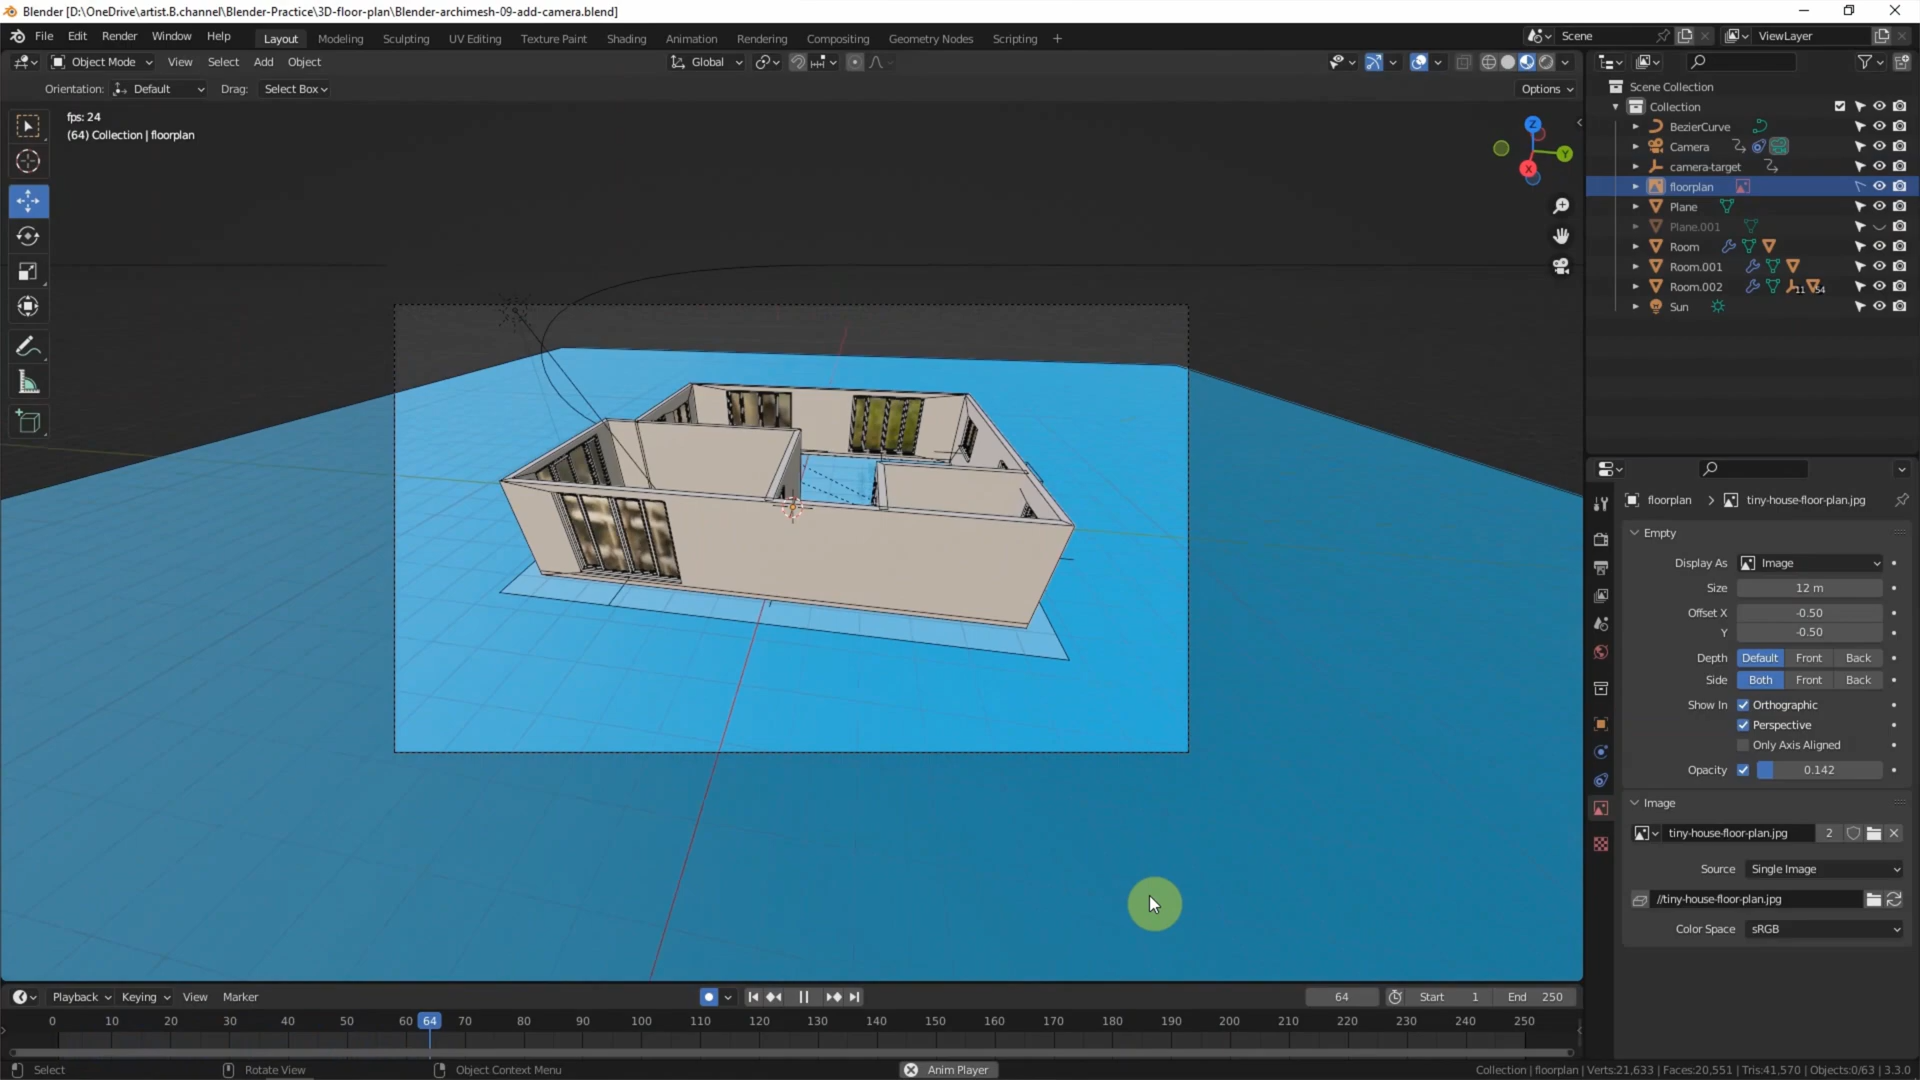 Blender [D:\OneDrive\artist.B.channel\Blender-Practice\3D-floor-plan\Blender-archimesh-09-add-camera.blend]
File Edit Render Window Help Layout Modeling Sculpting UV Editing Texture Paint Shading Animation Rendering Compositing Geometry Nodes Scripting + Scene ViewLayer
Object Mode View Select Add Object Global
Orientation: Default Drag: Select Box Options
fps: 24
(64) Collection | floorplan
Z
Y
X
Scene Collection
Collection
BezierCurve
Camera
camera-target
floorplan
Plane
Plane.001
Room
Room.001
Room.002 11 54
Sun
floorplan > tiny-house-floor-plan.jpg
Empty
Display As Image
Size 12 m
Offset X -0.50
Y -0.50
Depth Default Front Back
Side Both Front Back
Show In Orthographic
Perspective
Only Axis Aligned
Opacity 0.142
Image
tiny-house-floor-plan.jpg 2
Source Single Image
//tiny-house-floor-plan.jpg
Color Space sRGB
Playback Keying View Marker 64 Start 1 End 250
0 10 20 30 40 50 60 64 70 80 90 100 110 120 130 140 150 160 170 180 190 200 210 220 230 240 250
Select Rotate View Object Context Menu Anim Player Collection | floorplan | Verts:21,633 | Faces:20,551 | Tris:41,570 | Objects:0/63 | 3.3.0